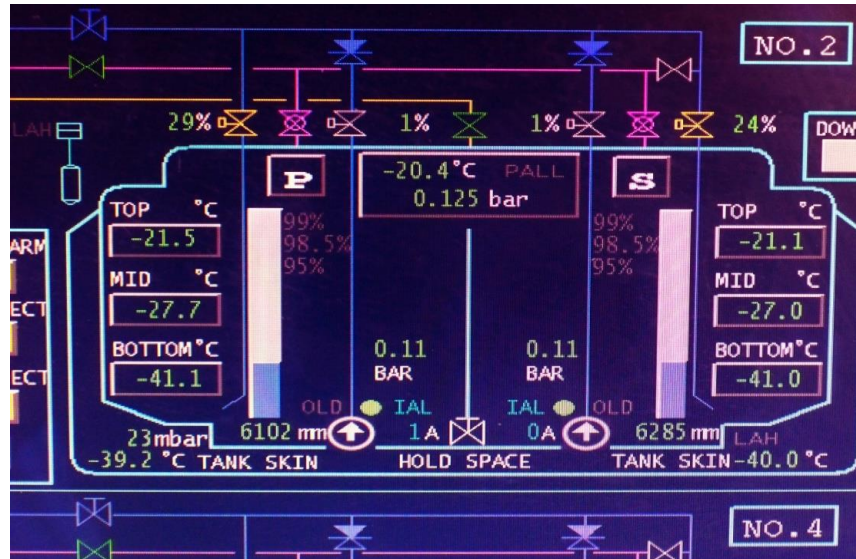 NO.2
LAH
29%
1%
1%
24%
DOW
-20.4°C PALL
0.125 bar
P
S
TOP °C
-21.5
MID °C
-27.7
BOTTOM°C
-41.1
99%
98.5%
95%
99%
98.5%
95%
TOP °C
-21.1
MID °C
-27.0
BOTTOM°C
-41.0
ARM
ECT
ECT
0.11
BAR
0.11
BAR
OLD IAL
IAL OLD
23mbar 6102 mm 1A
0A 6285 mm LAH
-39.2 °C TANK SKIN HOLD SPACE TANK SKIN -40.0°C
NO.4